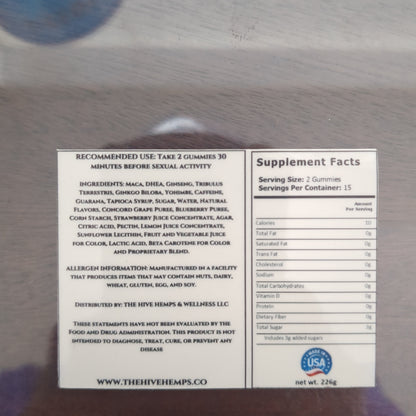 RECOMMENDED USE: TAKE 2 GUMMIES 30
MINUTES BEFORE SEXUAL ACTIVITY
INGREDIENTS: MACA, DHEA, GINSENG, TRIBULUS
TERRESTRIS, GINKGO BILOBA, YOHIMBE, CAFFEINE,
GUARANA, TAPIOCA SYRUP, SUGAR, WATER, NATURAL
FLAVORS, CONCORD GRAPE PUREE, BLUEBERRY PUREE,
CORN STARCH, STRAWBERRY JUICE CONCENTRATE, AGAR,
CITRIC ACID, PECTIN, LEMON JUICE CONCENTRATE,
SUNFLOWER LECITHIN, FRUIT AND VEGETABLE JUICE
FOR COLOR, LACTIC ACID, BETA CAROTENE FOR COLOR
AND PROPRIETARY BLEND.
ALLERGEN INFORMATION: MANUFACTURED IN A FACILITY
THAT PRODUCES ITEMS THAT MAY CONTAIN NUTS, DAIRY,
WHEAT, GLUTEN, EGG, AND SOY.
DISTRIBUTED BY: THE HIVE HEMPS & WELLNESS LLC
THESE STATEMENTS HAVE NOT BEEN EVALUATED BY THE
FOOD AND DRUG ADMINISTRATION. THIS PRODUCT IS NOT
INTENDED TO DIAGNOSE, TREAT, CURE, OR PREVENT ANY
DISEASE
WWW.THEHIVEHEMPS.CO
Supplement Facts
Serving Size: 2 Gummies
Servings Per Container: 15
Amount
Per Serving
Calories 10
Total Fat 0g
Saturated Fat 0g
Trans Fat 0g
Cholesterol 0g
Sodium 0g
Total Carbohydrates 0g
Vitamin D 0g
Protein 0g
Dietary Fiber 0g
Total Sugar 3g
Includes 3g added sugars
MADE IN
USA
net wt. 226g